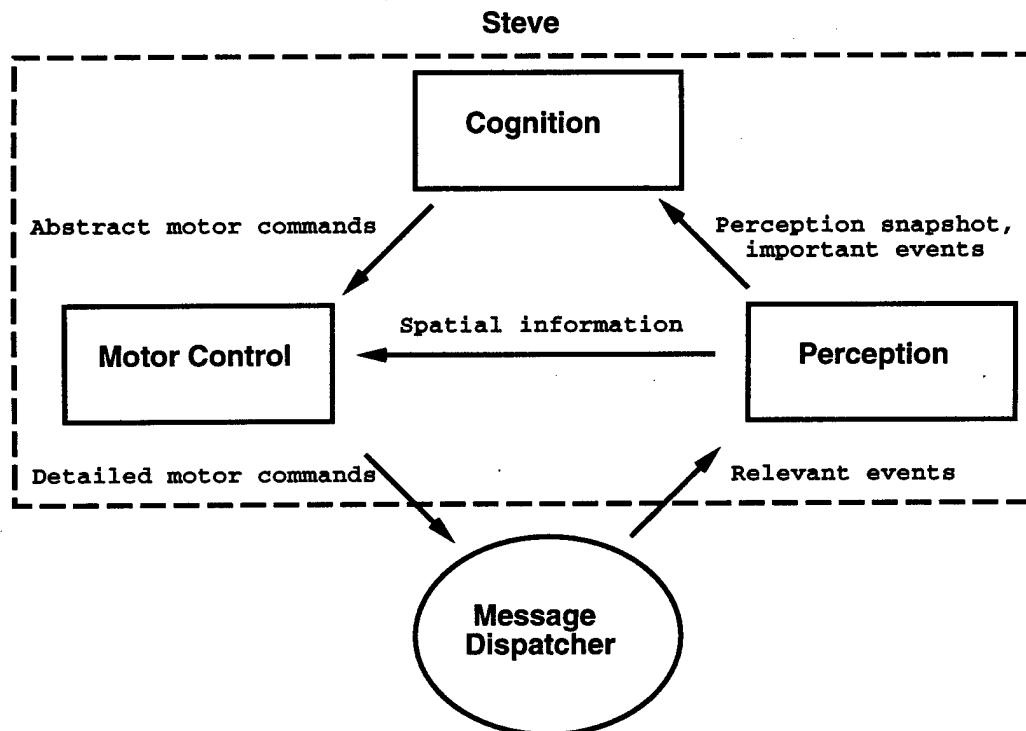 Steve
Cognition
Abstract motor commands
Perception snapshot,
important events
Spatial information
Motor Control
Perception
Detailed motor commands
Relevant events
Message
Dispatcher